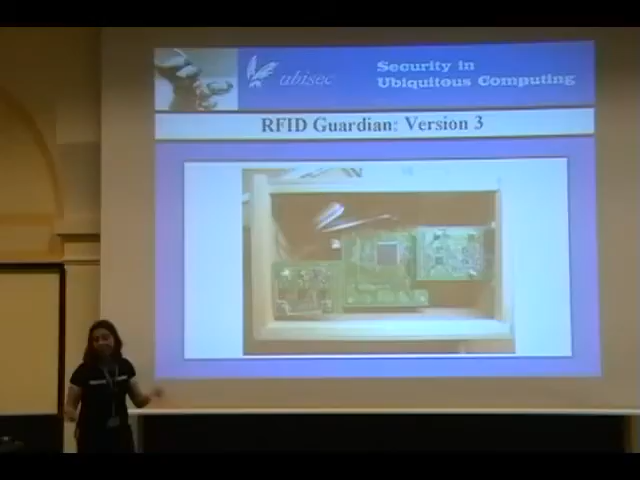 ubisec
Security in
Ubiquitous Computing
RFID Guardian: Version 3